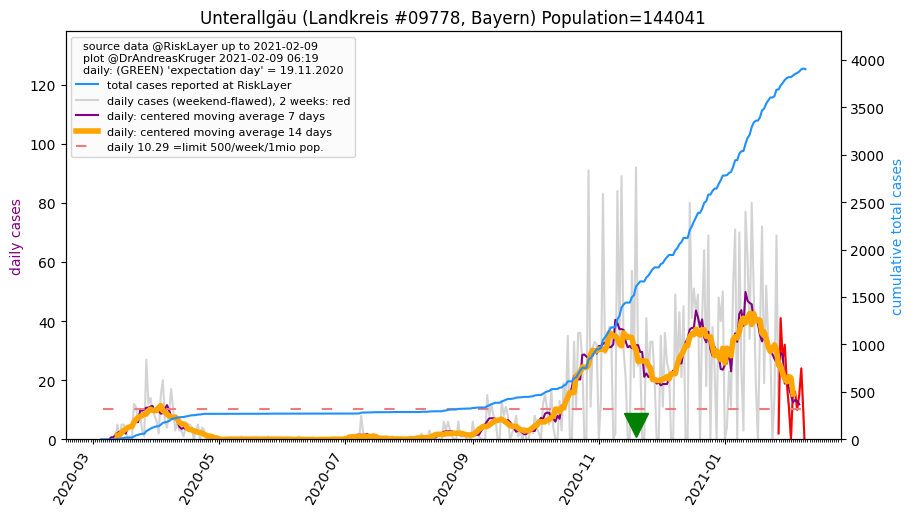 Unterallgäu (Landkreis #09778, Bayern) Population=144041
source data @RiskLayer up to 2021-02-09
plot @DrAndreasKruger 2021-02-09 06:19
daily: (GREEN) 'expectation day' = 19.11.2020
total cases reported at RiskLayer
daily cases (weekend-flawed), 2 weeks: red
daily: centered moving average 7 days
daily: centered moving average 14 days
daily 10.29 =limit 500/week/1mio pop.
daily cases
120
100
80
60
40
20
0
cumulative total cases
4000
3500
3000
2500
2000
1500
1000
500
0
2020-03
2020-05
2020-07
2020-09
2020-11
2021-01